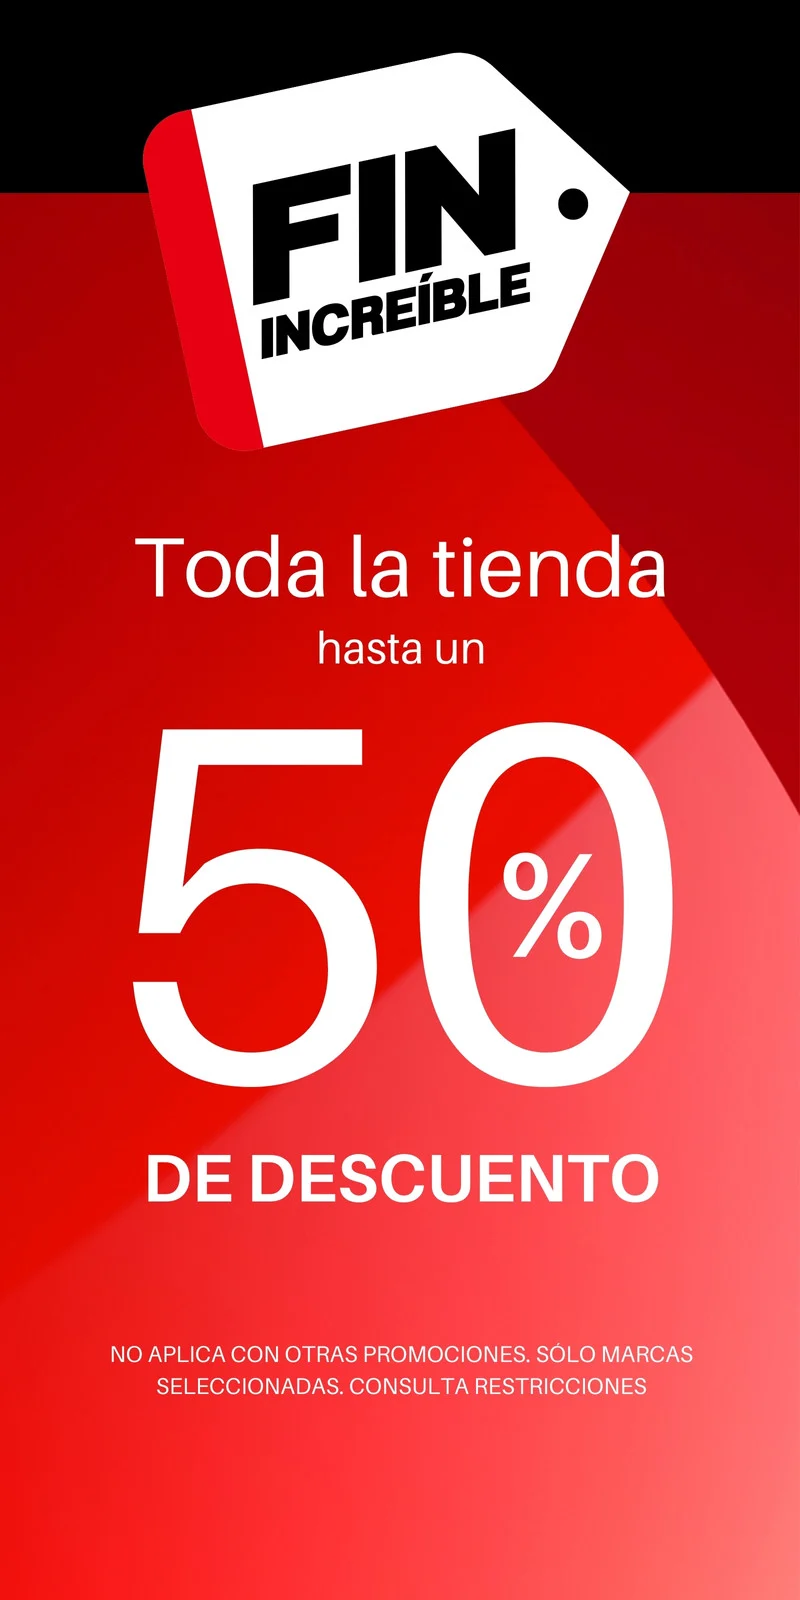 FIN
INCREÍBLE
Toda la tienda
hasta un
50%
DE DESCUENTO
NO APLICA CON OTRAS PROMOCIONES. SÓLO MARCAS
SELECCIONADAS. CONSULTA RESTRICCIONES